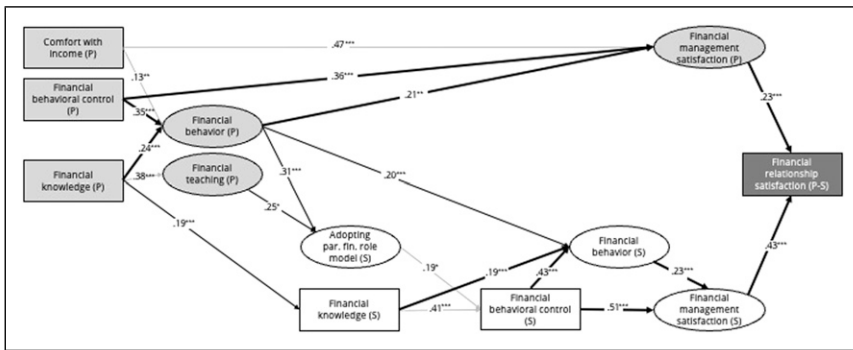 Comfort with
Income (P)
.47***
Financial
management
satisfaction (P)
.13**
Financial
behavioral control
(P)
.36***
.35***
.21**
.23***
Financial
behavior (P)
.24***
Financial
knowledge (P)
.38***
Financial
teaching (P)
.31***
.20***
Financial
relationship
satisfaction (P-S)
.25*
.19***
Adopting
par. fin. role
model (S)
Financial
behavior (S)
.43***
.19*
.19***
.43***
.23***
Financial
knowledge (S)
.41***
Financial
behavioral control
(S)
.51***
Financial
management
satisfaction (S)